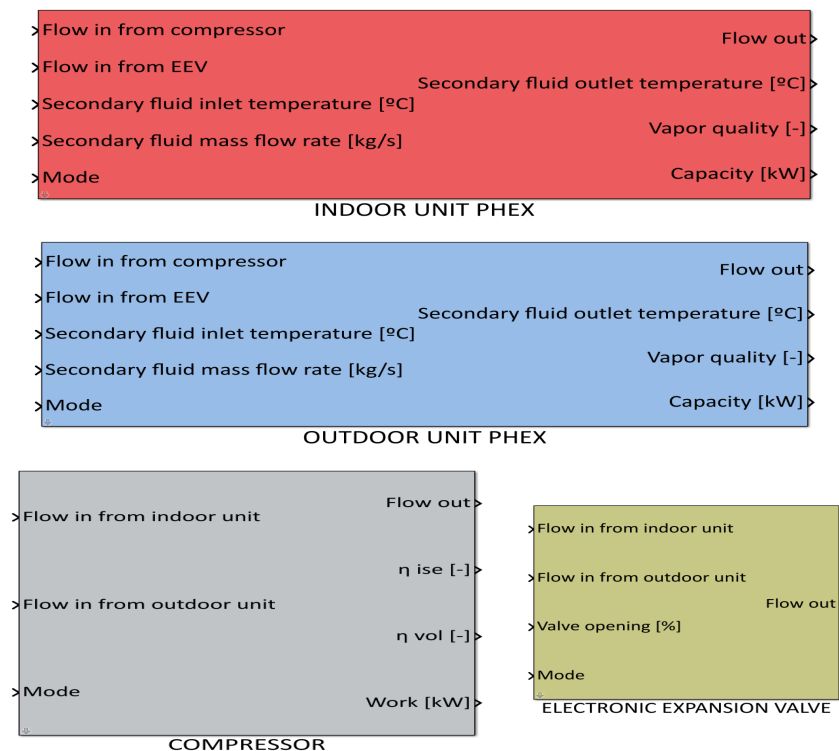 Flow in from compressor
Flow in from EEV
Secondary fluid inlet temperature [ºC]
Secondary fluid mass flow rate [kg/s]
Mode
Flow out
Secondary fluid outlet temperature [ºC]
Vapor quality [-]
Capacity [kW]
INDOOR UNIT PHEX
Flow in from compressor
Flow in from EEV
Secondary fluid inlet temperature [ºC]
Secondary fluid mass flow rate [kg/s]
Mode
Flow out
Secondary fluid outlet temperature [ºC]
Vapor quality [-]
Capacity [kW]
OUTDOOR UNIT PHEX
Flow in from indoor unit
Flow in from outdoor unit
Mode
Flow out
η ise [-]
η vol [-]
Work [kW]
COMPRESSOR
Flow in from indoor unit
Flow in from outdoor unit
Valve opening [%]
Mode
Flow out
ELECTRONIC EXPANSION VALVE